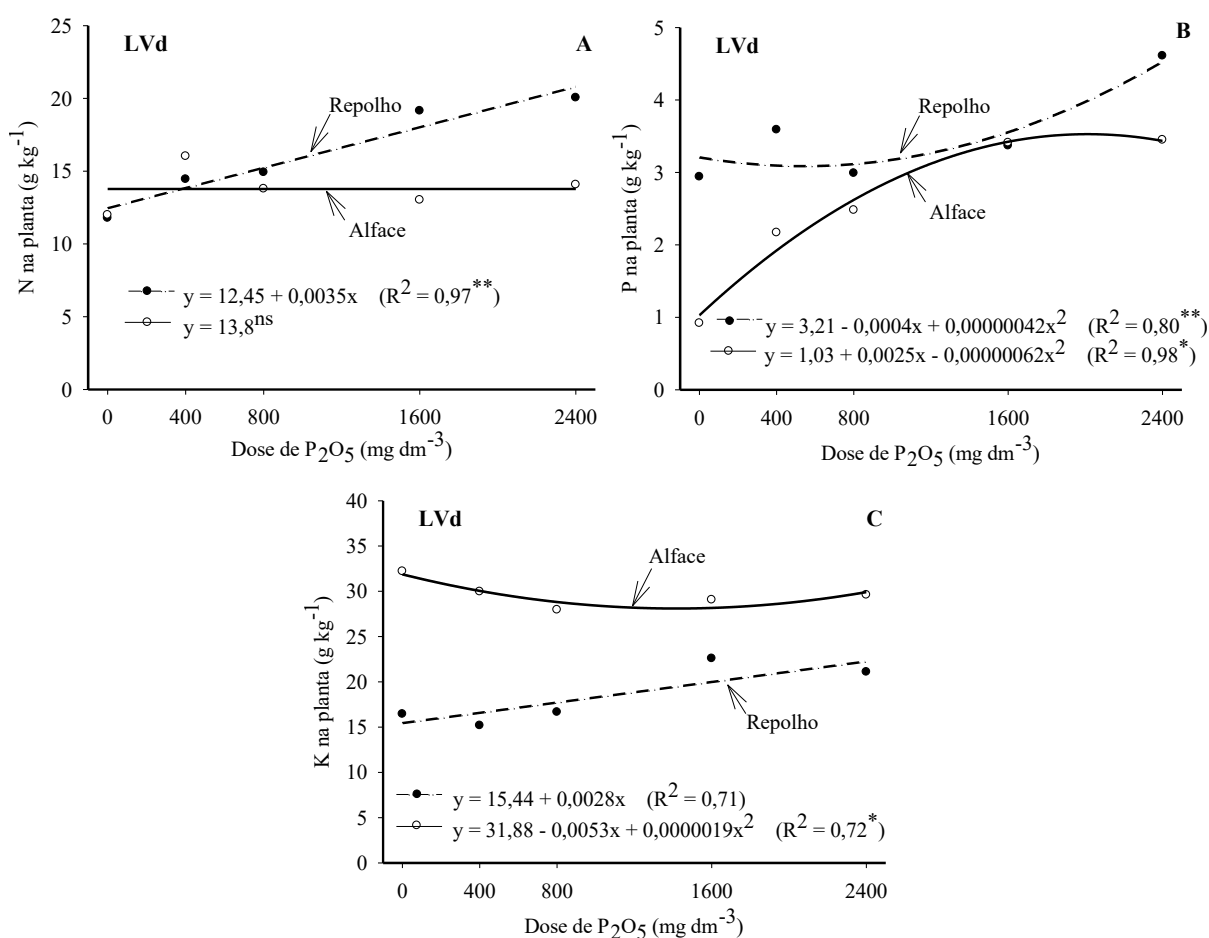 LVd
A
25
20
15
10
5
0
N na planta (g kg⁻¹)
Repolho
Alface
y = 12,45 + 0,0035x (R² = 0,97**)
y = 13,8ⁿˢ
0 400 800 1600 2400
Dose de P₂O₅ (mg dm⁻³)
LVd
B
5
4
3
2
1
0
P na planta (g kg⁻¹)
Repolho
Alface
y = 3,21 - 0,0004x + 0,00000042x² (R² = 0,80**)
y = 1,03 + 0,0025x - 0,00000062x² (R² = 0,98*)
0 400 800 1600 2400
Dose de P₂O₅ (mg dm⁻³)
LVd
C
40
35
30
25
20
15
10
5
0
K na planta (g kg⁻¹)
Alface
Repolho
y = 15,44 + 0,0028x (R² = 0,71)
y = 31,88 - 0,0053x + 0,0000019x² (R² = 0,72*)
0 400 800 1600 2400
Dose de P₂O₅ (mg dm⁻³)